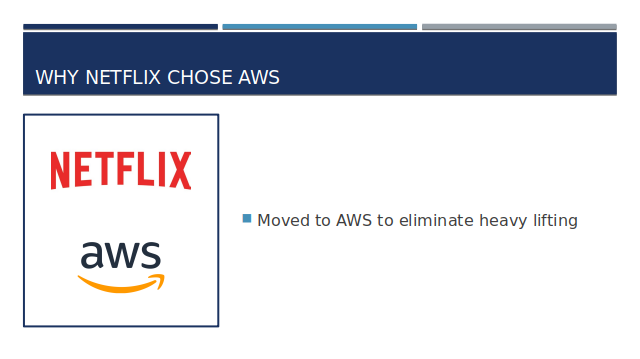 WHY NETFLIX CHOSE AWS
NETFLIX
aws
Moved to AWS to eliminate heavy lifting